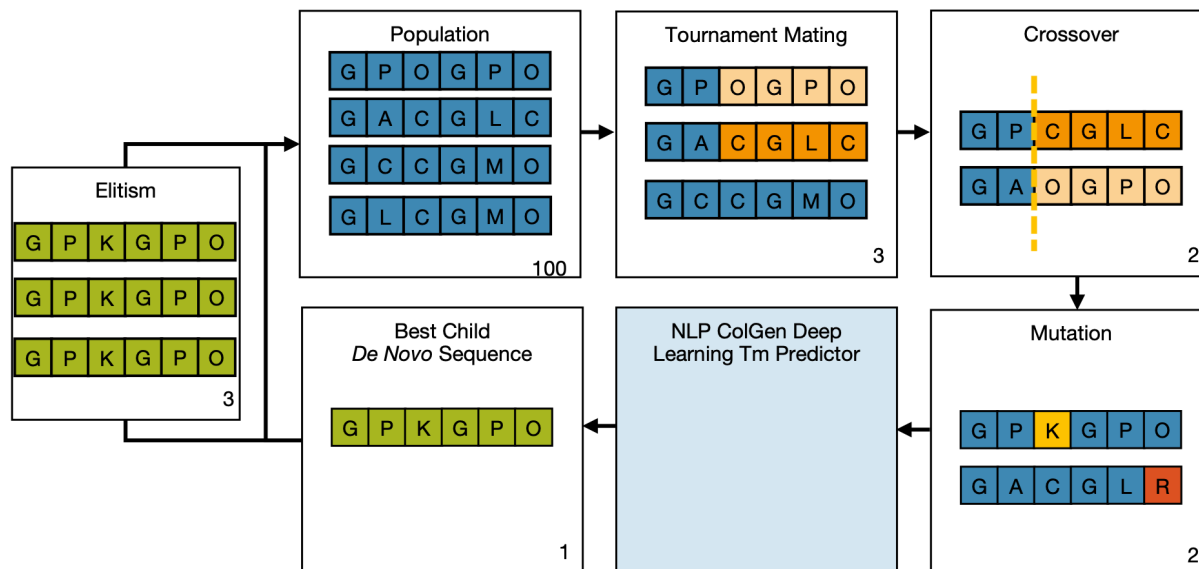 Population
G P O G P O
G A C G L C
G C C G M O
G L C G M O
100
Tournament Mating
G P O G P O
G A C G L C
G C C G M O
3
Crossover
G P C G L C
G A O G P O
2
Elitism
G P K G P O
G P K G P O
G P K G P O
3
Best Child
De Novo Sequence
G P K G P O
1
NLP ColGen Deep
Learning Tm Predictor
Mutation
G P K G P O
G A C G L R
2